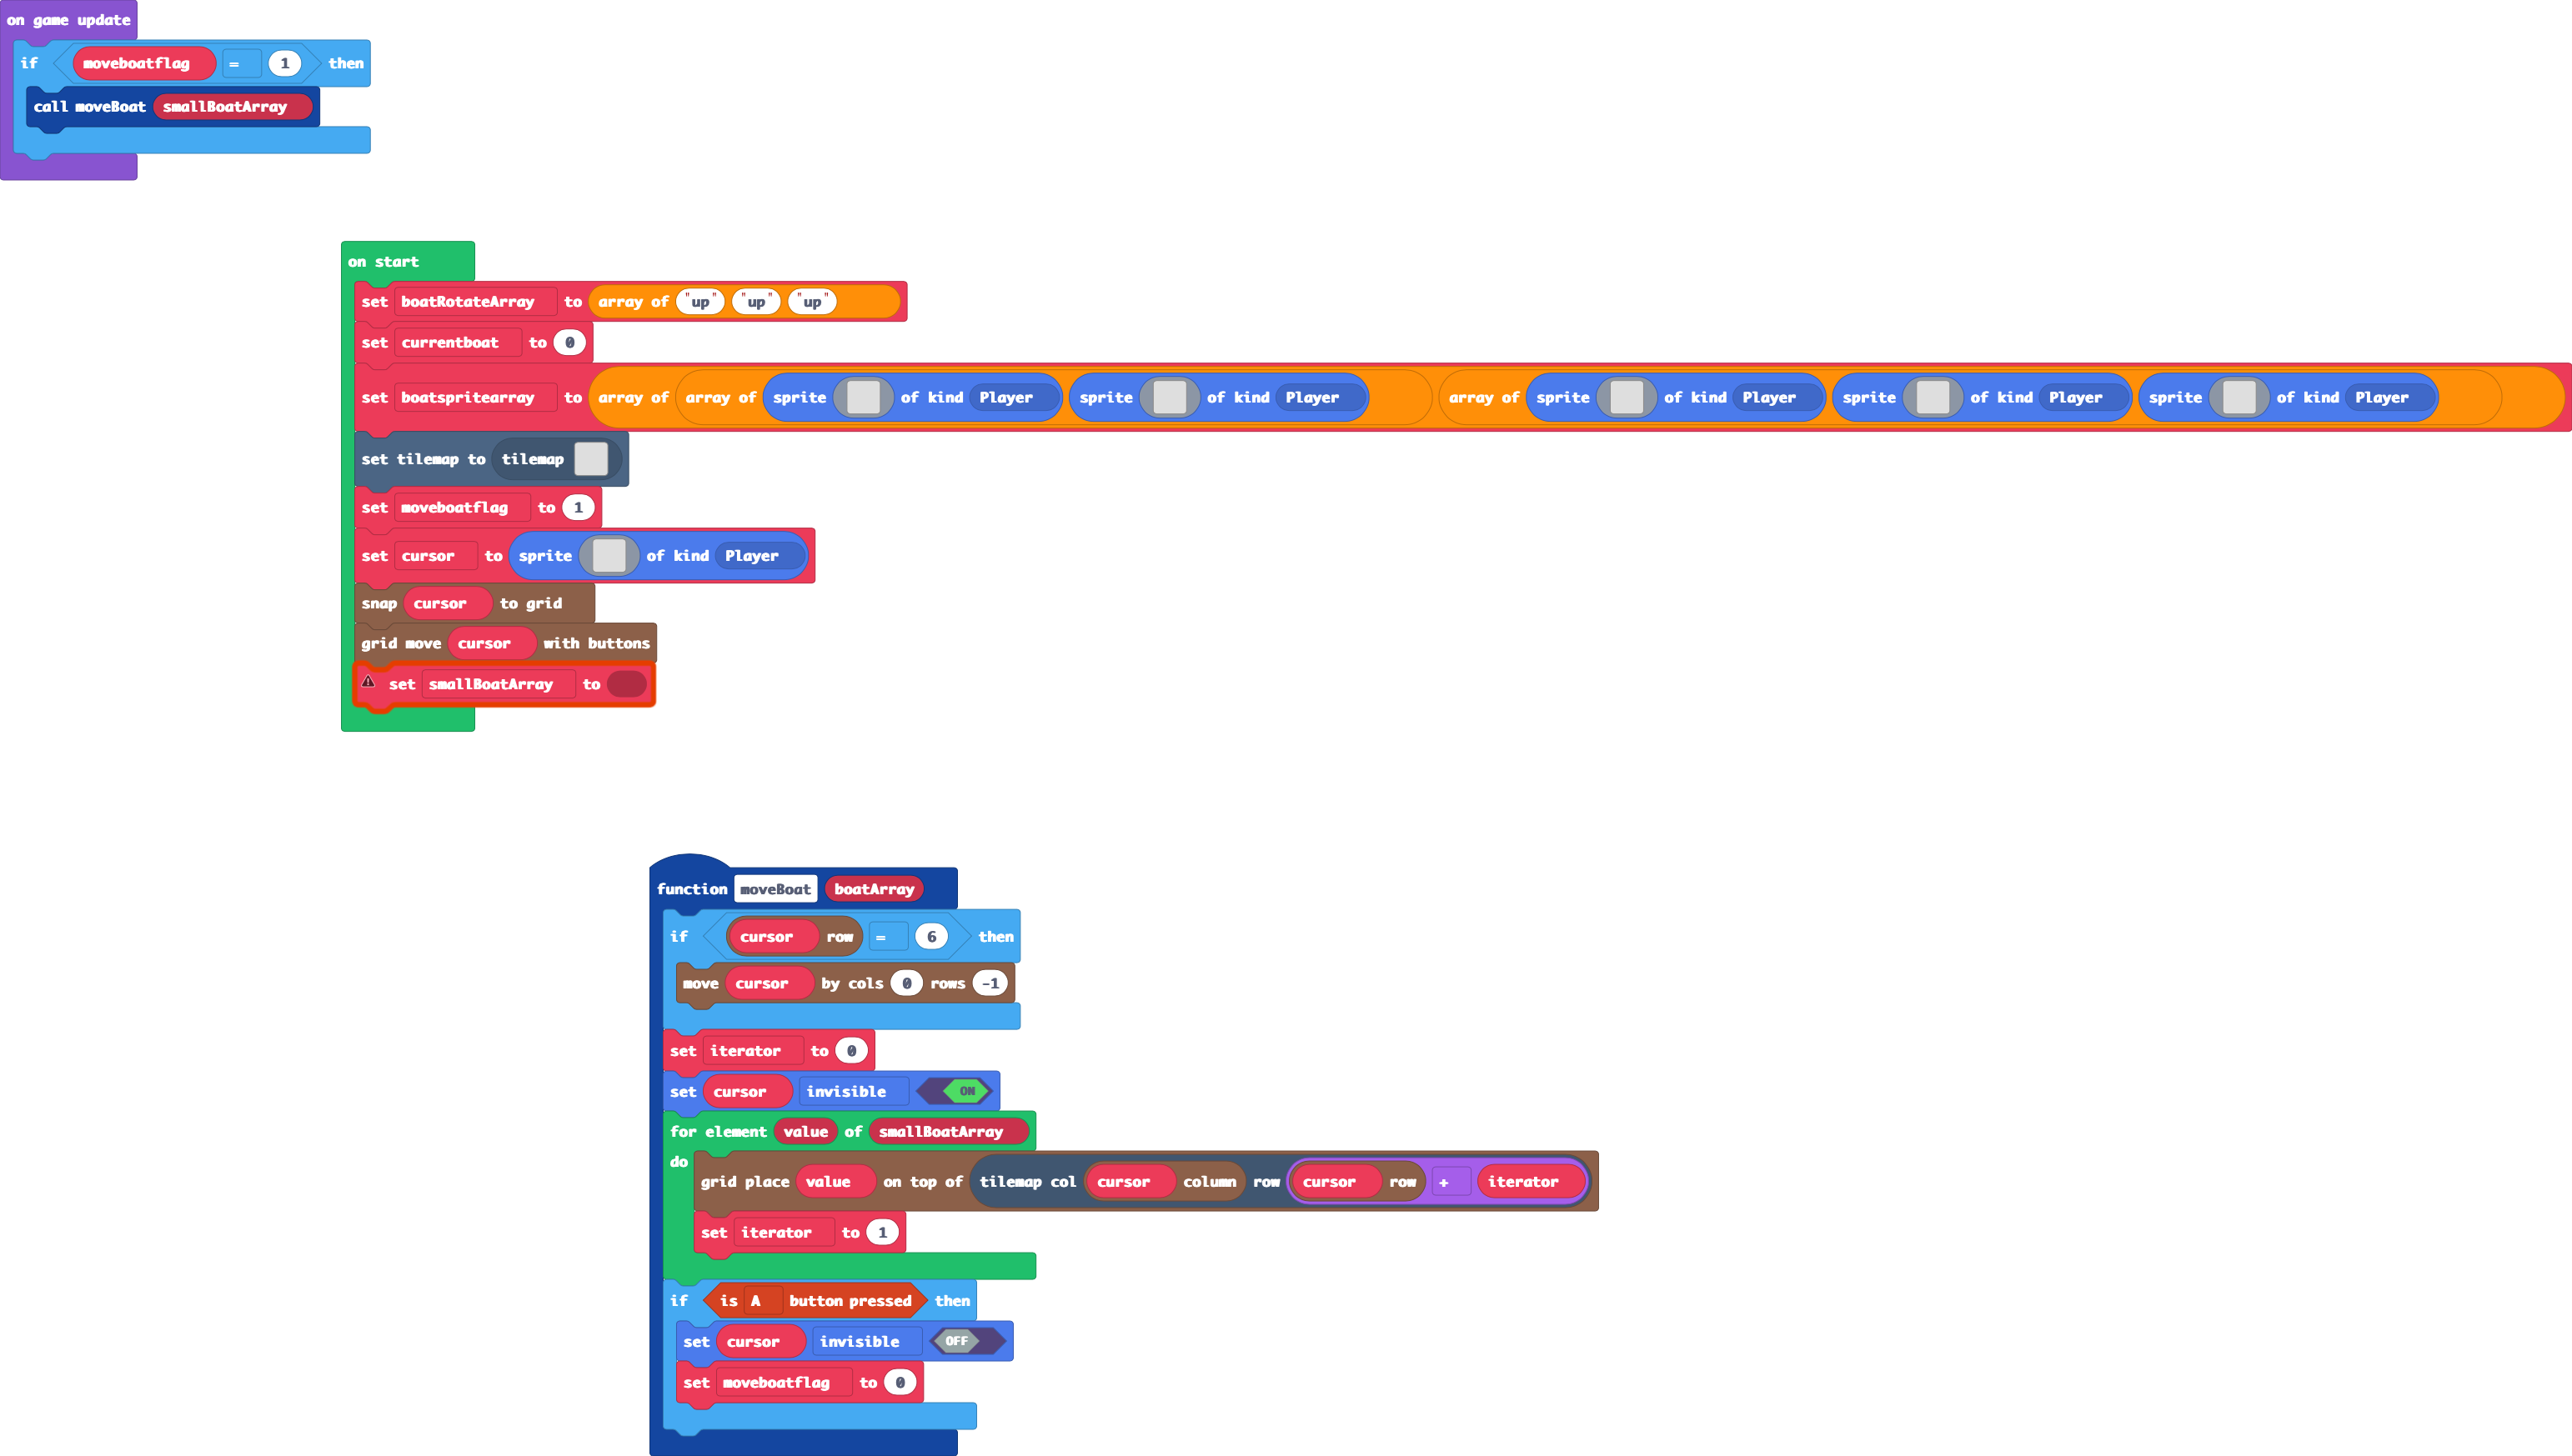 on game update
if moveboatflag = 1 then
call moveBoat smallBoatArray
on start
set boatRotateArray to array of "up" "up" "up"
set currentboat to 0
set boatspritearray to array of array of sprite of kind Player sprite of kind Player array of sprite of kind Player sprite of kind Player sprite of kind Player
set tilemap to tilemap
set moveboatflag to 1
set cursor to sprite of kind Player
snap cursor to grid
grid move cursor with buttons
set smallBoatArray to
function moveBoat boatArray
if cursor row = 6 then
move cursor by cols 0 rows -1
set iterator to 0
set cursor invisible ON
for element value of smallBoatArray
do
grid place value on top of tilemap col cursor column row cursor row + iterator
set iterator to 1
if is A button pressed then
set cursor invisible OFF
set moveboatflag to 0